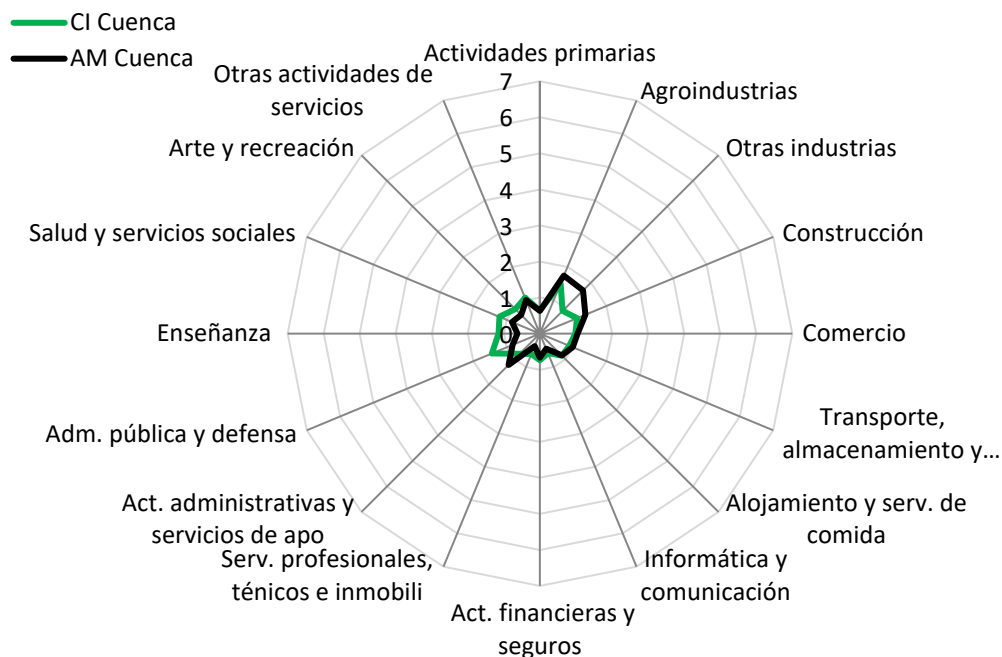 CI Cuenca
AM Cuenca
Actividades primarias
Agroindustrias
Otras industrias
Construcción
Comercio
Transporte,
almacenamiento y...
Alojamiento y serv. de
comida
Informática y
comunicación
Act. financieras y
seguros
Serv. profesionales,
ténicos e inmobili
Act. administrativas y
servicios de apo
Adm. pública y defensa
Enseñanza
Salud y servicios sociales
Arte y recreación
Otras actividades de
servicios
7
6
5
4
3
2
1
0